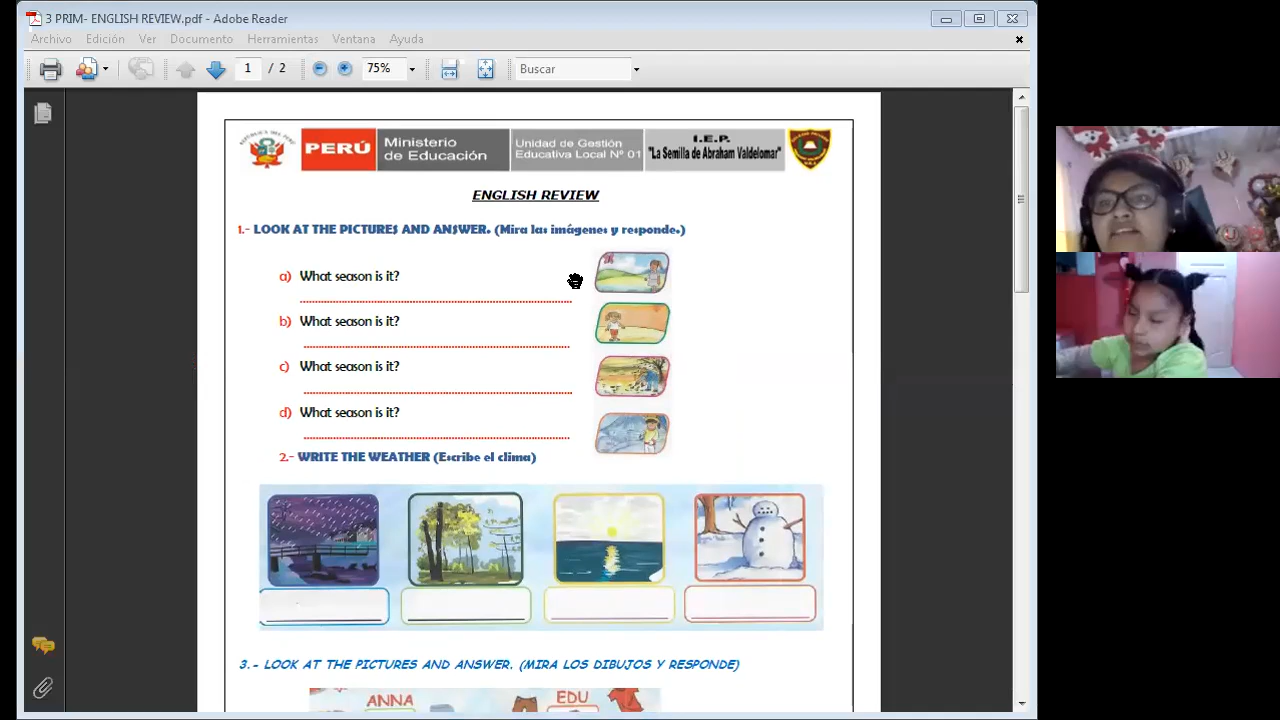 3 PRIM- ENGLISH REVIEW.pdf - Adobe Reader
Archivo Edición Ver Documento Herramientas Ventana Ayuda
1 / 2 75% Buscar
PERÚ Ministerio de Educación Unidad de Gestión Educativa Local Nº 01 I.E.P. "La Semilla de Abraham Valdelomar"
ENGLISH REVIEW
1.- LOOK AT THE PICTURES AND ANSWER. (Mira las imágenes y responde.)
a) What season is it?
b) What season is it?
c) What season is it?
d) What season is it?
2.- WRITE THE WEATHER (Escribe el clima)
3.- LOOK AT THE PICTURES AND ANSWER. (MIRA LOS DIBUJOS Y RESPONDE)
ANNA EDU